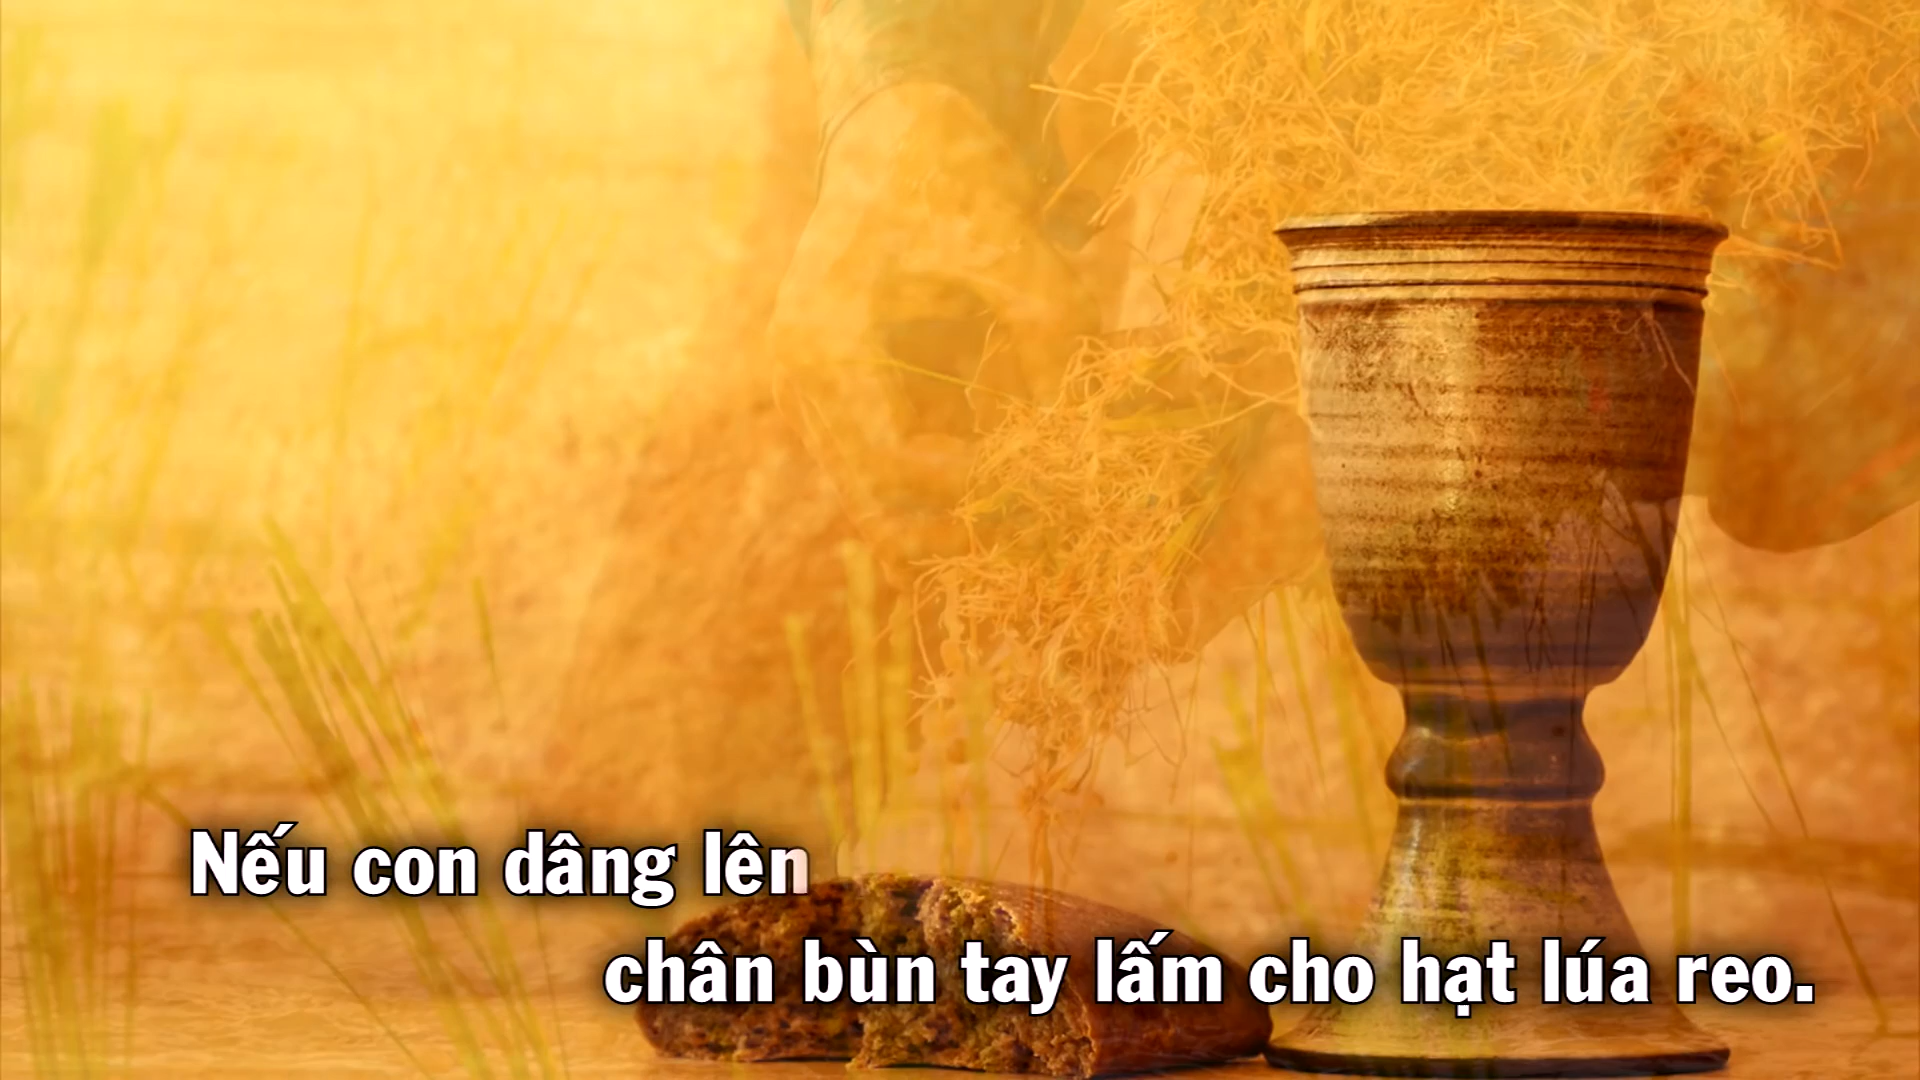 Nếu con dâng lên
chân bùn tay lấm cho hạt lúa reo.